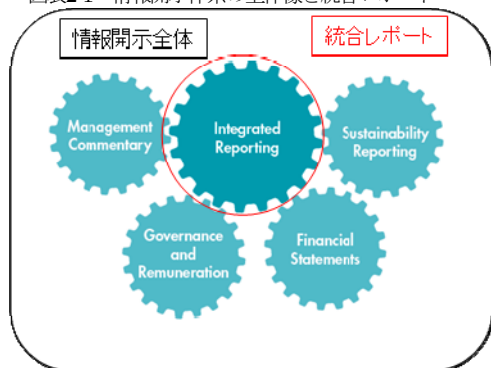 情報開示全体
統合レポート
Management
Commentary
Integrated
Reporting
Sustainability
Reporting
Governance
and
Remuneration
Financial
Statements